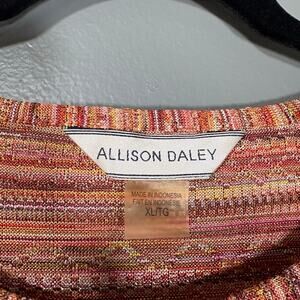 ALLISON DALEY
MADE IN INDONESIA
FAIT EN INDONESIE
XL/TG